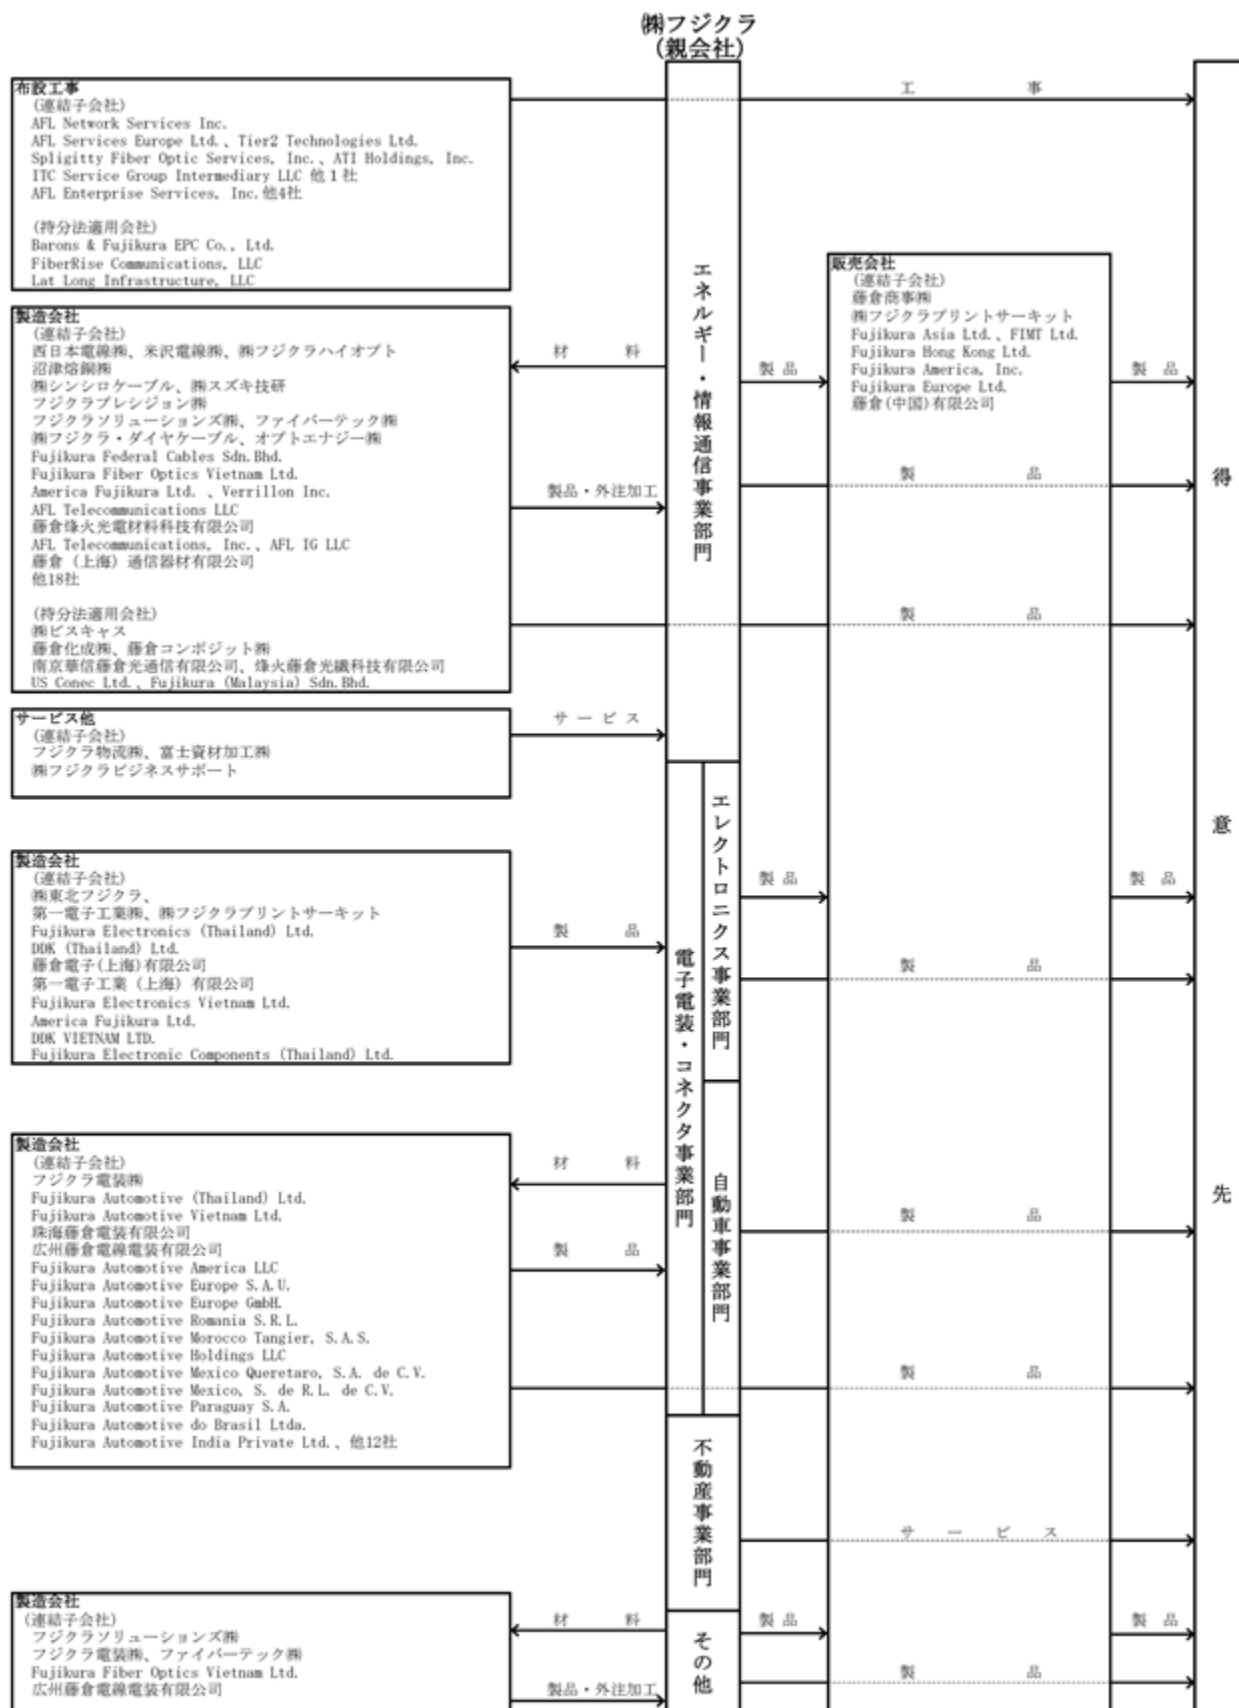 ㈱フジクラ
(親会社)
布設工事
(連結子会社)
AFL Network Services Inc.
AFL Services Europe Ltd.、Tier2 Technologies Ltd.
Spligitty Fiber Optic Services, Inc.、ATI Holdings, Inc.
ITC Service Group Intermediary LLC 他１社
AFL Enterprise Services, Inc.他4社
(持分法適用会社)
Barons & Fujikura EPC Co., Ltd.
FiberRise Communications, LLC
Lat Long Infrastructure, LLC
工事
製造会社
(連結子会社)
西日本電線㈱、米沢電線㈱、㈱フジクラハイオプト
沼津熔銅㈱
㈱シンシロケーブル、㈱スズキ技研
フジクラプレシジョン㈱
フジクラソリューションズ㈱、ファイバーテック㈱
㈱フジクラ・ダイヤケーブル、オプトエナジー㈱
Fujikura Federal Cables Sdn.Bhd.
Fujikura Fiber Optics Vietnam Ltd.
America Fujikura Ltd. 、Verrillon Inc.
AFL Telecommunications LLC
藤倉烽火光電材料科技有限公司
AFL Telecommunications, Inc.、AFL IG LLC
藤倉（上海）通信器材有限公司
他18社
(持分法適用会社)
㈱ビスキャス
藤倉化成㈱、藤倉コンポジット㈱
南京華信藤倉光通信有限公司、烽火藤倉光纖科技有限公司
US Conec Ltd.、Fujikura (Malaysia) Sdn.Bhd.
材料
製品・外注加工
エネルギー・情報通信事業部門
製品
販売会社
(連結子会社)
藤倉商事㈱
㈱フジクラプリントサーキット
Fujikura Asia Ltd.、FIMT Ltd.
Fujikura Hong Kong Ltd.
Fujikura America, Inc.
Fujikura Europe Ltd.
藤倉(中国)有限公司
製品
製品
製品
得意先
サービス他
(連結子会社)
フジクラ物流㈱、富士資材加工㈱
㈱フジクラビジネスサポート
サービス
製造会社
(連結子会社)
㈱東北フジクラ、
第一電子工業㈱、㈱フジクラプリントサーキット
Fujikura Electronics (Thailand) Ltd.
DDK (Thailand) Ltd.
藤倉電子(上海)有限公司
第一電子工業（上海）有限公司
Fujikura Electronics Vietnam Ltd.
America Fujikura Ltd.
DDK VIETNAM LTD.
Fujikura Electronic Components (Thailand) Ltd.
製品
電子電装・コネクタ事業部門
エレクトロニクス事業部門
製品
製品
製品
製造会社
(連結子会社)
フジクラ電装㈱
Fujikura Automotive (Thailand) Ltd.
Fujikura Automotive Vietnam Ltd.
珠海藤倉電装有限公司
広州藤倉電線電装有限公司
Fujikura Automotive America LLC
Fujikura Automotive Europe S.A.U.
Fujikura Automotive Europe GmbH.
Fujikura Automotive Romania S.R.L.
Fujikura Automotive Morocco Tangier, S.A.S.
Fujikura Automotive Holdings LLC
Fujikura Automotive Mexico Queretaro, S.A. de C.V.
Fujikura Automotive Mexico, S. de R.L. de C.V.
Fujikura Automotive Paraguay S.A.
Fujikura Automotive do Brasil Ltda.
Fujikura Automotive India Private Ltd.、他12社
材料
製品
自動車事業部門
製品
製品
不動産事業部門
サービス
製造会社
(連結子会社)
フジクラソリューションズ㈱
フジクラ電装㈱、ファイバーテック㈱
Fujikura Fiber Optics Vietnam Ltd.
広州藤倉電線電装有限公司
材料
製品・外注加工
その他
製品
製品
製品